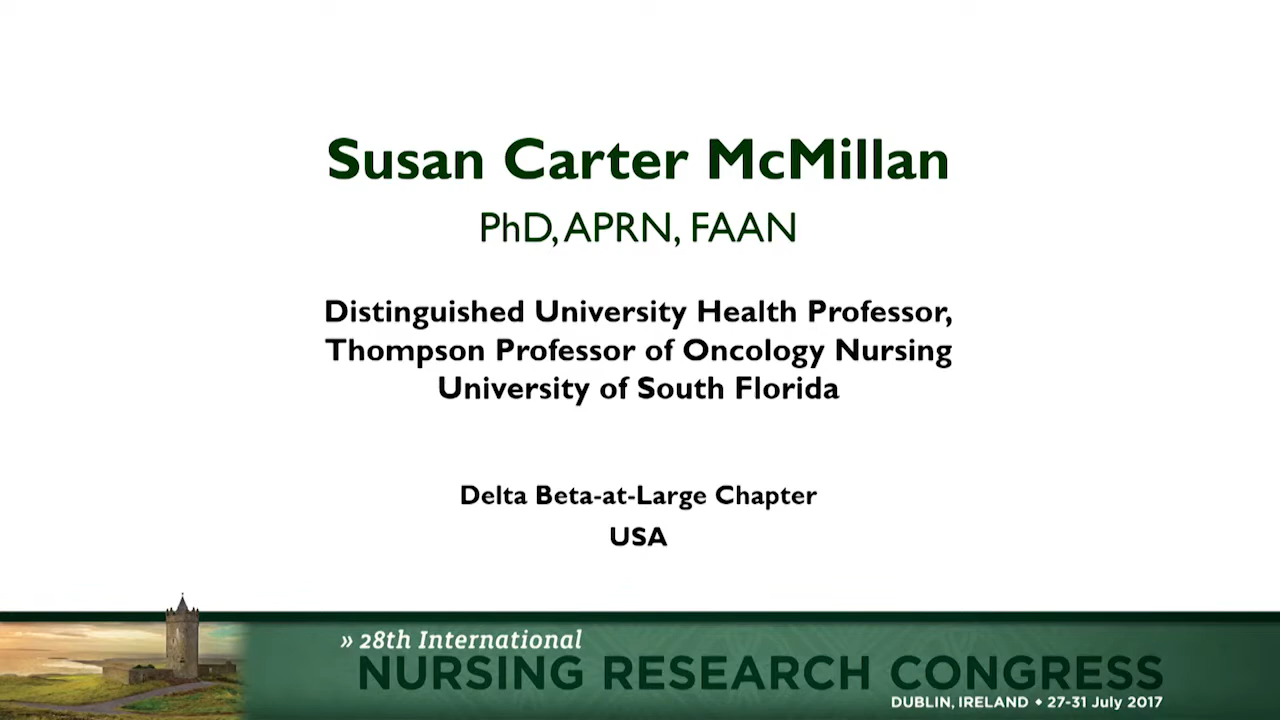 Susan Carter McMillan
PhD, APRN, FAAN
Distinguished University Health Professor,
Thompson Professor of Oncology Nursing
University of South Florida
Delta Beta-at-Large Chapter
USA
» 28th International
NURSING RESEARCH CONGRESS
DUBLIN, IRELAND • 27-31 July 2017